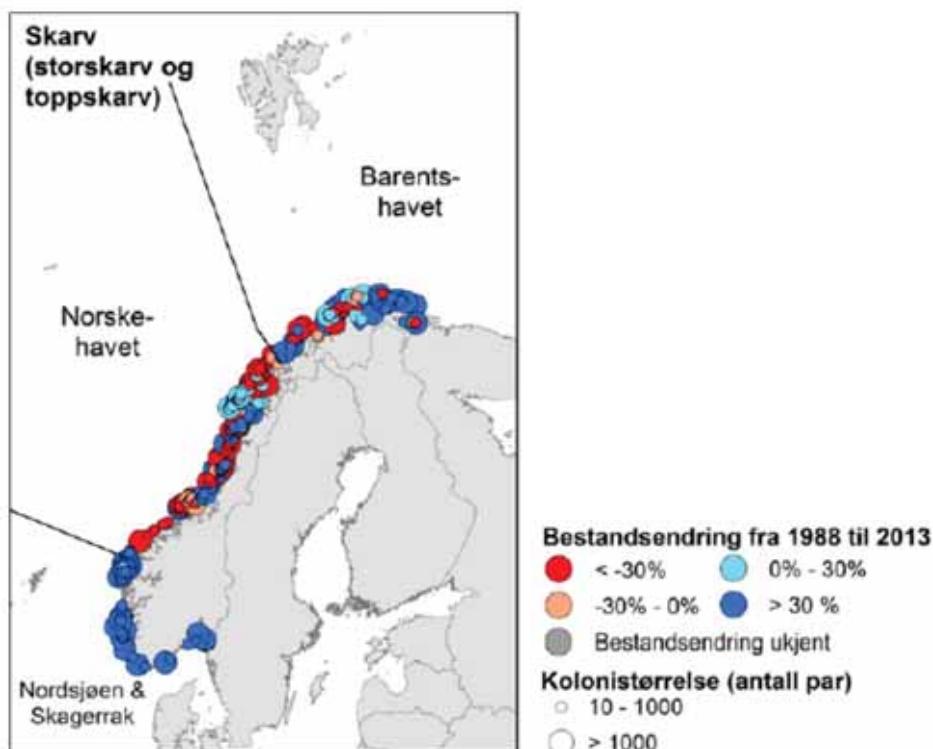 Skarv
(storskarv og
toppskarv)
Barents-
havet
Norske-
havet
Nordsjøen &
Skagerrak
Bestandsendring fra 1988 til 2013
< -30%
0% - 30%
-30% - 0%
> 30 %
Bestandsendring ukjent
Kolonistørrelse (antall par)
10 - 1000
> 1000